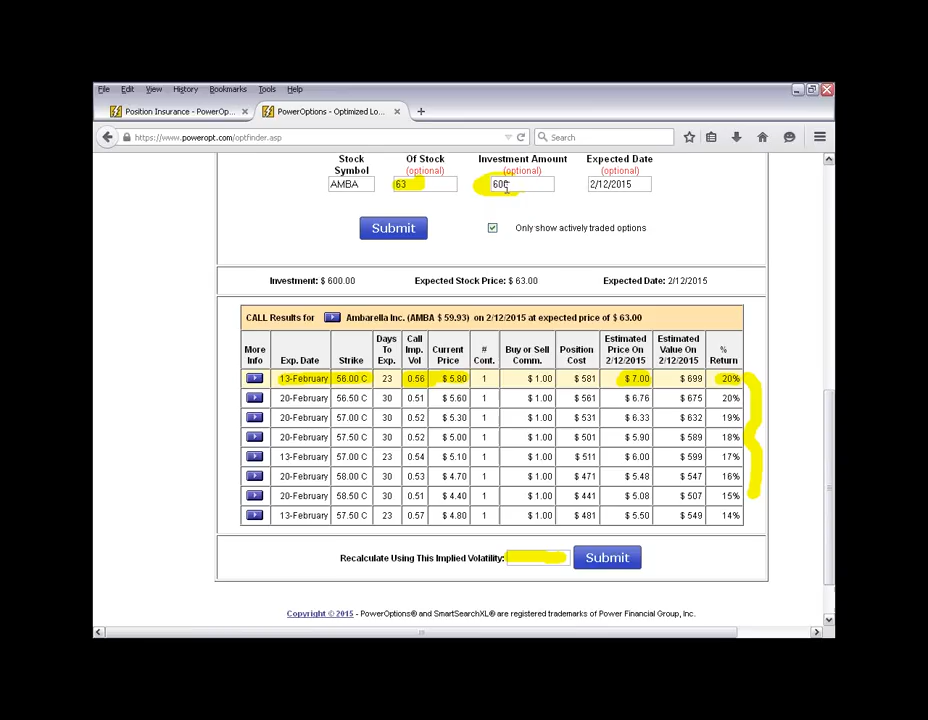 File Edit View History Bookmarks Tools Help
Position Insurance - PowerOp... × PowerOptions - Optimized Lo... × +
https://www.poweropt.com/optfinder.asp Search
Stock Symbol Of Stock (optional) Investment Amount (optional) Expected Date (optional)
AMBA 63 600 2/12/2015
Submit Only show actively traded options
Investment: $ 600.00 Expected Stock Price: $ 63.00 Expected Date: 2/12/2015
CALL Results for Ambarella Inc. (AMBA $ 59.93) on 2/12/2015 at expected price of $ 63.00
More Info Exp. Date Strike Days To Exp. Call Imp. Vol Current Price # Cont. Buy or Sell Comm. Position Cost Estimated Price On 2/12/2015 Estimated Value On 2/12/2015 % Return
13-February 56.00 C 23 0.56 $ 5.80 1 $ 1.00 $ 581 $ 7.00 $ 699 20%
20-February 56.50 C 30 0.51 $ 5.60 1 $ 1.00 $ 561 $ 6.76 $ 675 20%
20-February 57.00 C 30 0.52 $ 5.30 1 $ 1.00 $ 531 $ 6.33 $ 632 19%
20-February 57.50 C 30 0.52 $ 5.00 1 $ 1.00 $ 501 $ 5.90 $ 589 18%
13-February 57.00 C 23 0.54 $ 5.10 1 $ 1.00 $ 511 $ 6.00 $ 599 17%
20-February 58.00 C 30 0.53 $ 4.70 1 $ 1.00 $ 471 $ 5.48 $ 547 16%
20-February 58.50 C 30 0.51 $ 4.40 1 $ 1.00 $ 441 $ 5.08 $ 507 15%
13-February 57.50 C 23 0.57 $ 4.80 1 $ 1.00 $ 481 $ 5.50 $ 549 14%
Recalculate Using This Implied Volatility: Submit
Copyright © 2015 - PowerOptions® and SmartSearchXL® are registered trademarks of Power Financial Group, Inc.